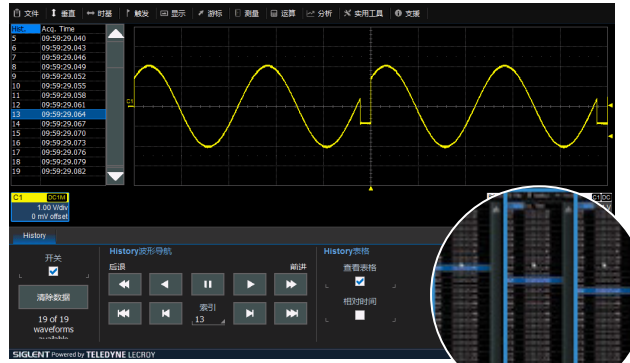 文件 垂直 时基 触发 显示 游标 测量 运算 分析 实用工具 支援
Hist. Acq. Time
5 09:59:29.040
6 09:59:29.043
7 09:59:29.046
8 09:59:29.049
9 09:59:29.052
10 09:59:29.055
11 09:59:29.058
12 09:59:29.061
13 09:59:29.064
14 09:59:29.067
15 09:59:29.070
16 09:59:29.073
17 09:59:29.076
18 09:59:29.079
19 09:59:29.082
C1
C1 DC1M
1.00 V/div
0 mV offset
History
开关
清除数据
19 of 19
waveforms
available
History波形导航
后退 前进
索引
13
History表格
查看表格
相对时间
SIGLENT Powered by TELEDYNE LECROY